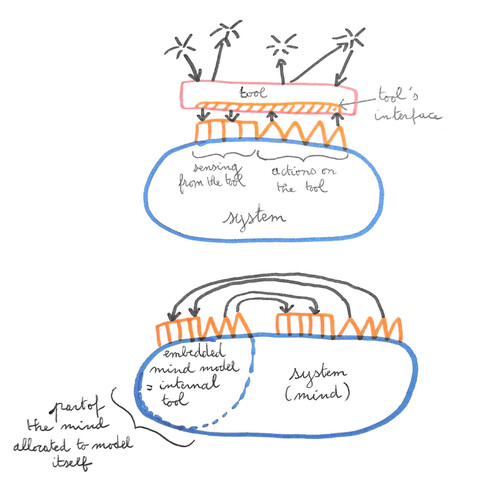 tool
tool's
interface
sensing
from the tool
actions on
the tool
system
embedded
mind model
= internal
tool
system
(mind)
part of
the mind
allocated to model
itself